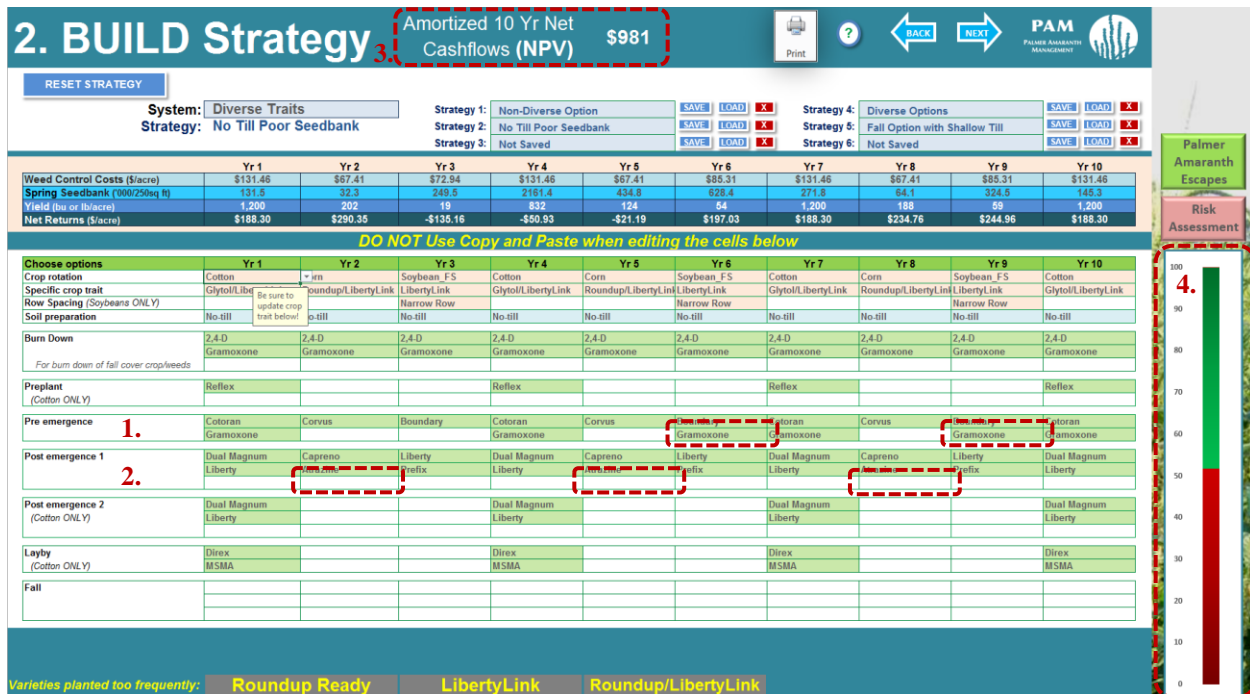 2. BUILD Strategy
3.
Amortized 10 Yr Net
Cashflows (NPV)
$981
Print
?
BACK
NEXT
PAM
PALMER AMARANTH
MANAGEMENT
RESET STRATEGY
System: Diverse Traits
Strategy: No Till Poor Seedbank
Strategy 1: Non-Diverse Option SAVE LOAD X
Strategy 2: No Till Poor Seedbank SAVE LOAD X
Strategy 3: Not Saved SAVE LOAD X
Strategy 4: Diverse Options SAVE LOAD X
Strategy 5: Fall Option with Shallow Till SAVE LOAD X
Strategy 6: Not Saved SAVE LOAD X
Palmer
Amaranth
Escapes
Risk
Assessment
Yr 1 Yr 2 Yr 3 Yr 4 Yr 5 Yr 6 Yr 7 Yr 8 Yr 9 Yr 10
Weed Control Costs ($/acre) $131.46 $67.41 $72.94 $131.46 $67.41 $85.31 $131.46 $67.41 $85.31 $131.46
Spring Seedbank ('000/250sq ft) 131.5 32.3 249.5 2161.4 434.8 628.4 271.8 64.1 324.5 145.3
Yield (bu or lb/acre) 1,200 202 19 832 124 54 1,200 188 59 1,200
Net Returns ($/acre) $188.30 $290.35 -$135.16 -$50.93 -$21.19 $197.03 $188.30 $234.76 $244.96 $188.30
DO NOT Use Copy and Paste when editing the cells below
Choose options Yr 1 Yr 2 Yr 3 Yr 4 Yr 5 Yr 6 Yr 7 Yr 8 Yr 9 Yr 10
Crop rotation Cotton orn Soybean_FS Cotton Corn Soybean_FS Cotton Corn Soybean_FS Cotton
Specific crop trait Glytol/LibertyLink Roundup/LibertyLink LibertyLink Glytol/LibertyLink Roundup/LibertyLink LibertyLink Glytol/LibertyLink Roundup/LibertyLink LibertyLink Glytol/LibertyLink
Be sure to
update crop
trait below!
Row Spacing (Soybeans ONLY) Narrow Row Narrow Row Narrow Row
Soil preparation No-till o-till No-till No-till No-till No-till No-till No-till No-till No-till
Burn Down 2,4-D 2,4-D 2,4-D 2,4-D 2,4-D 2,4-D 2,4-D 2,4-D 2,4-D 2,4-D
Gramoxone Gramoxone Gramoxone Gramoxone Gramoxone Gramoxone Gramoxone Gramoxone Gramoxone Gramoxone
For burn down of fall cover crop/weeds
Preplant Reflex Reflex Reflex Reflex
(Cotton ONLY)
Pre emergence 1. Cotoran Corvus Boundary Cotoran Corvus Boundary Cotoran Corvus Boundary Cotoran
Gramoxone Gramoxone Gramoxone Gramoxone Gramoxone Gramoxone
Post emergence 1 Dual Magnum Capreno Liberty Dual Magnum Capreno Liberty Dual Magnum Capreno Liberty Dual Magnum
2. Liberty Atrazine Prefix Liberty Atrazine Prefix Liberty Atrazine Prefix Liberty
Post emergence 2 Dual Magnum Dual Magnum Dual Magnum Dual Magnum
(Cotton ONLY) Liberty Liberty Liberty Liberty
Layby Direx Direx Direx Direx
(Cotton ONLY) MSMA MSMA MSMA MSMA
Fall
4.
100
90
80
70
60
50
40
30
20
10
0
Varieties planted too frequently: Roundup Ready LibertyLink Roundup/LibertyLink